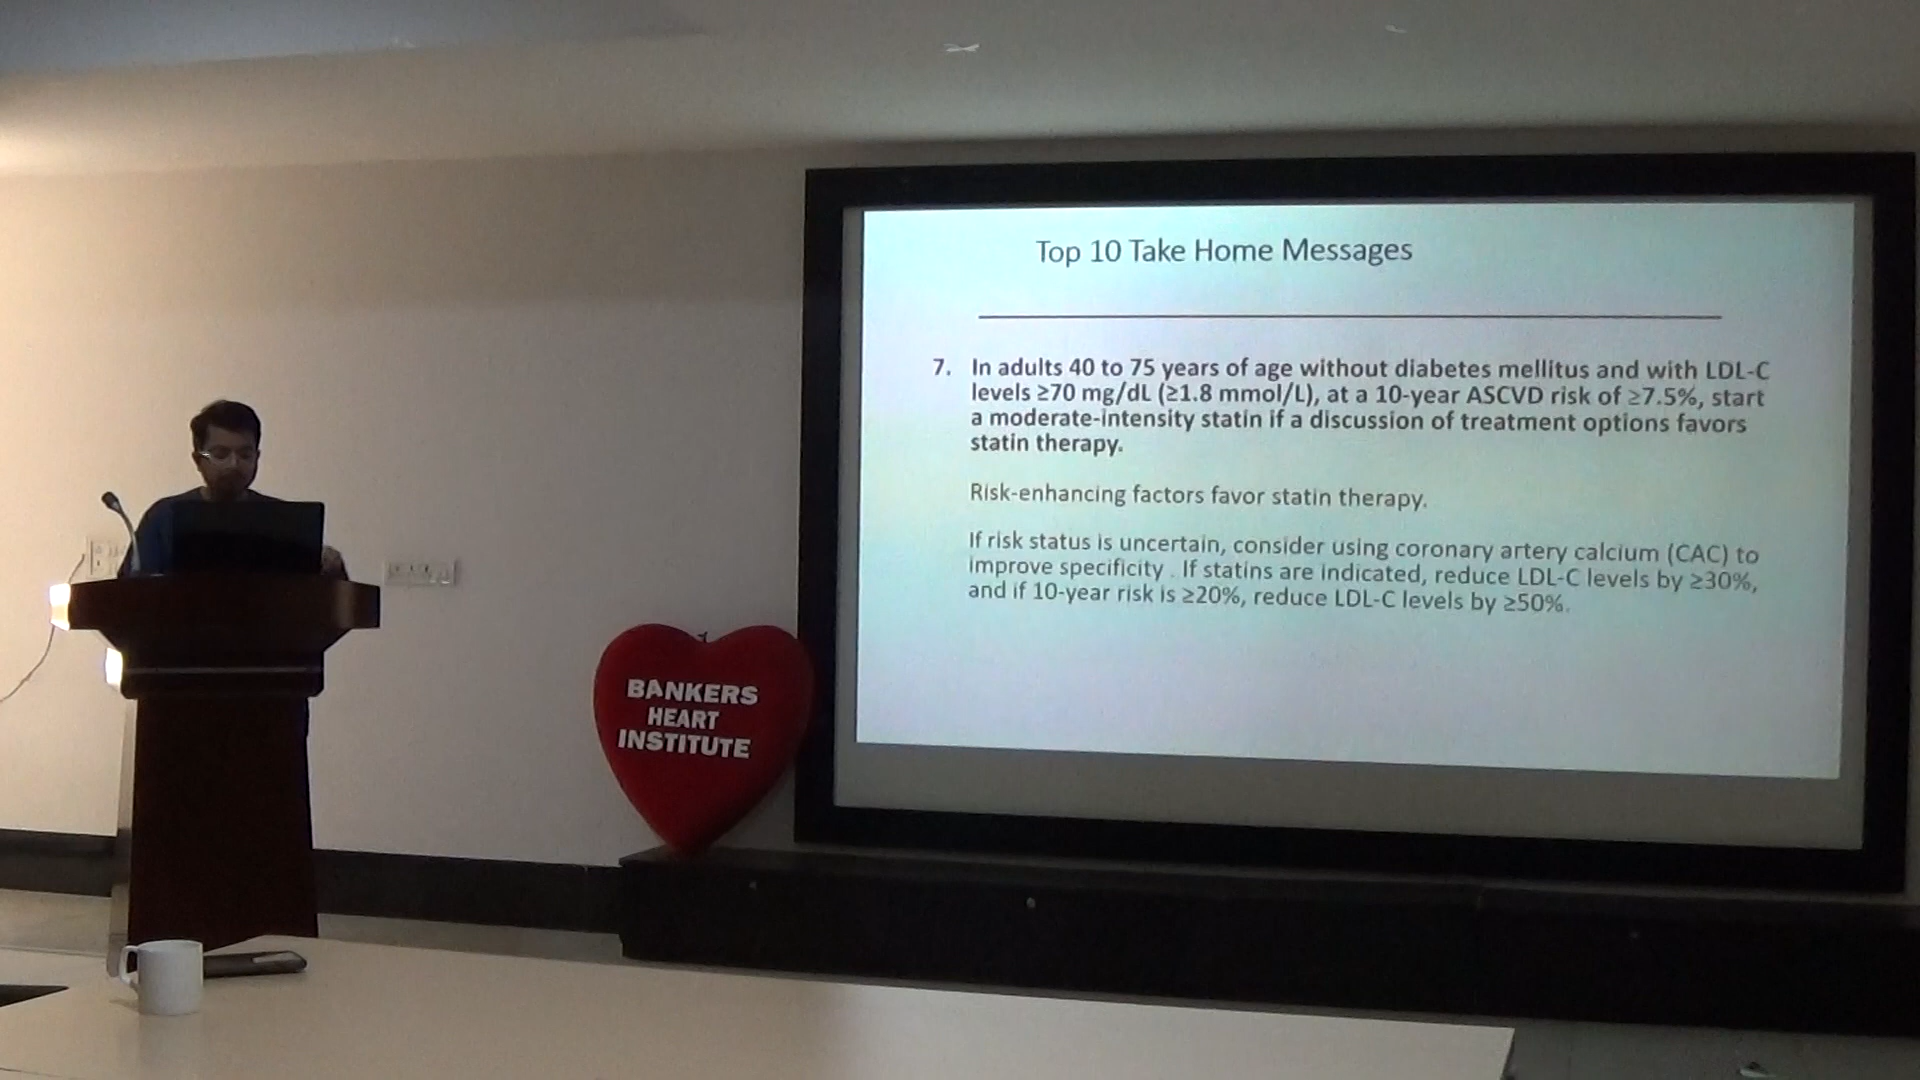 Top 10 Take Home Messages
7. In adults 40 to 75 years of age without diabetes mellitus and with LDL-C
levels ≥70 mg/dL (≥1.8 mmol/L), at a 10-year ASCVD risk of ≥7.5%, start
a moderate-intensity statin if a discussion of treatment options favors
statin therapy.
Risk-enhancing factors favor statin therapy.
If risk status is uncertain, consider using coronary artery calcium (CAC) to
improve specificity . If statins are indicated, reduce LDL-C levels by ≥30%,
and if 10-year risk is ≥20%, reduce LDL-C levels by ≥50%.
BANKERS
HEART
INSTITUTE